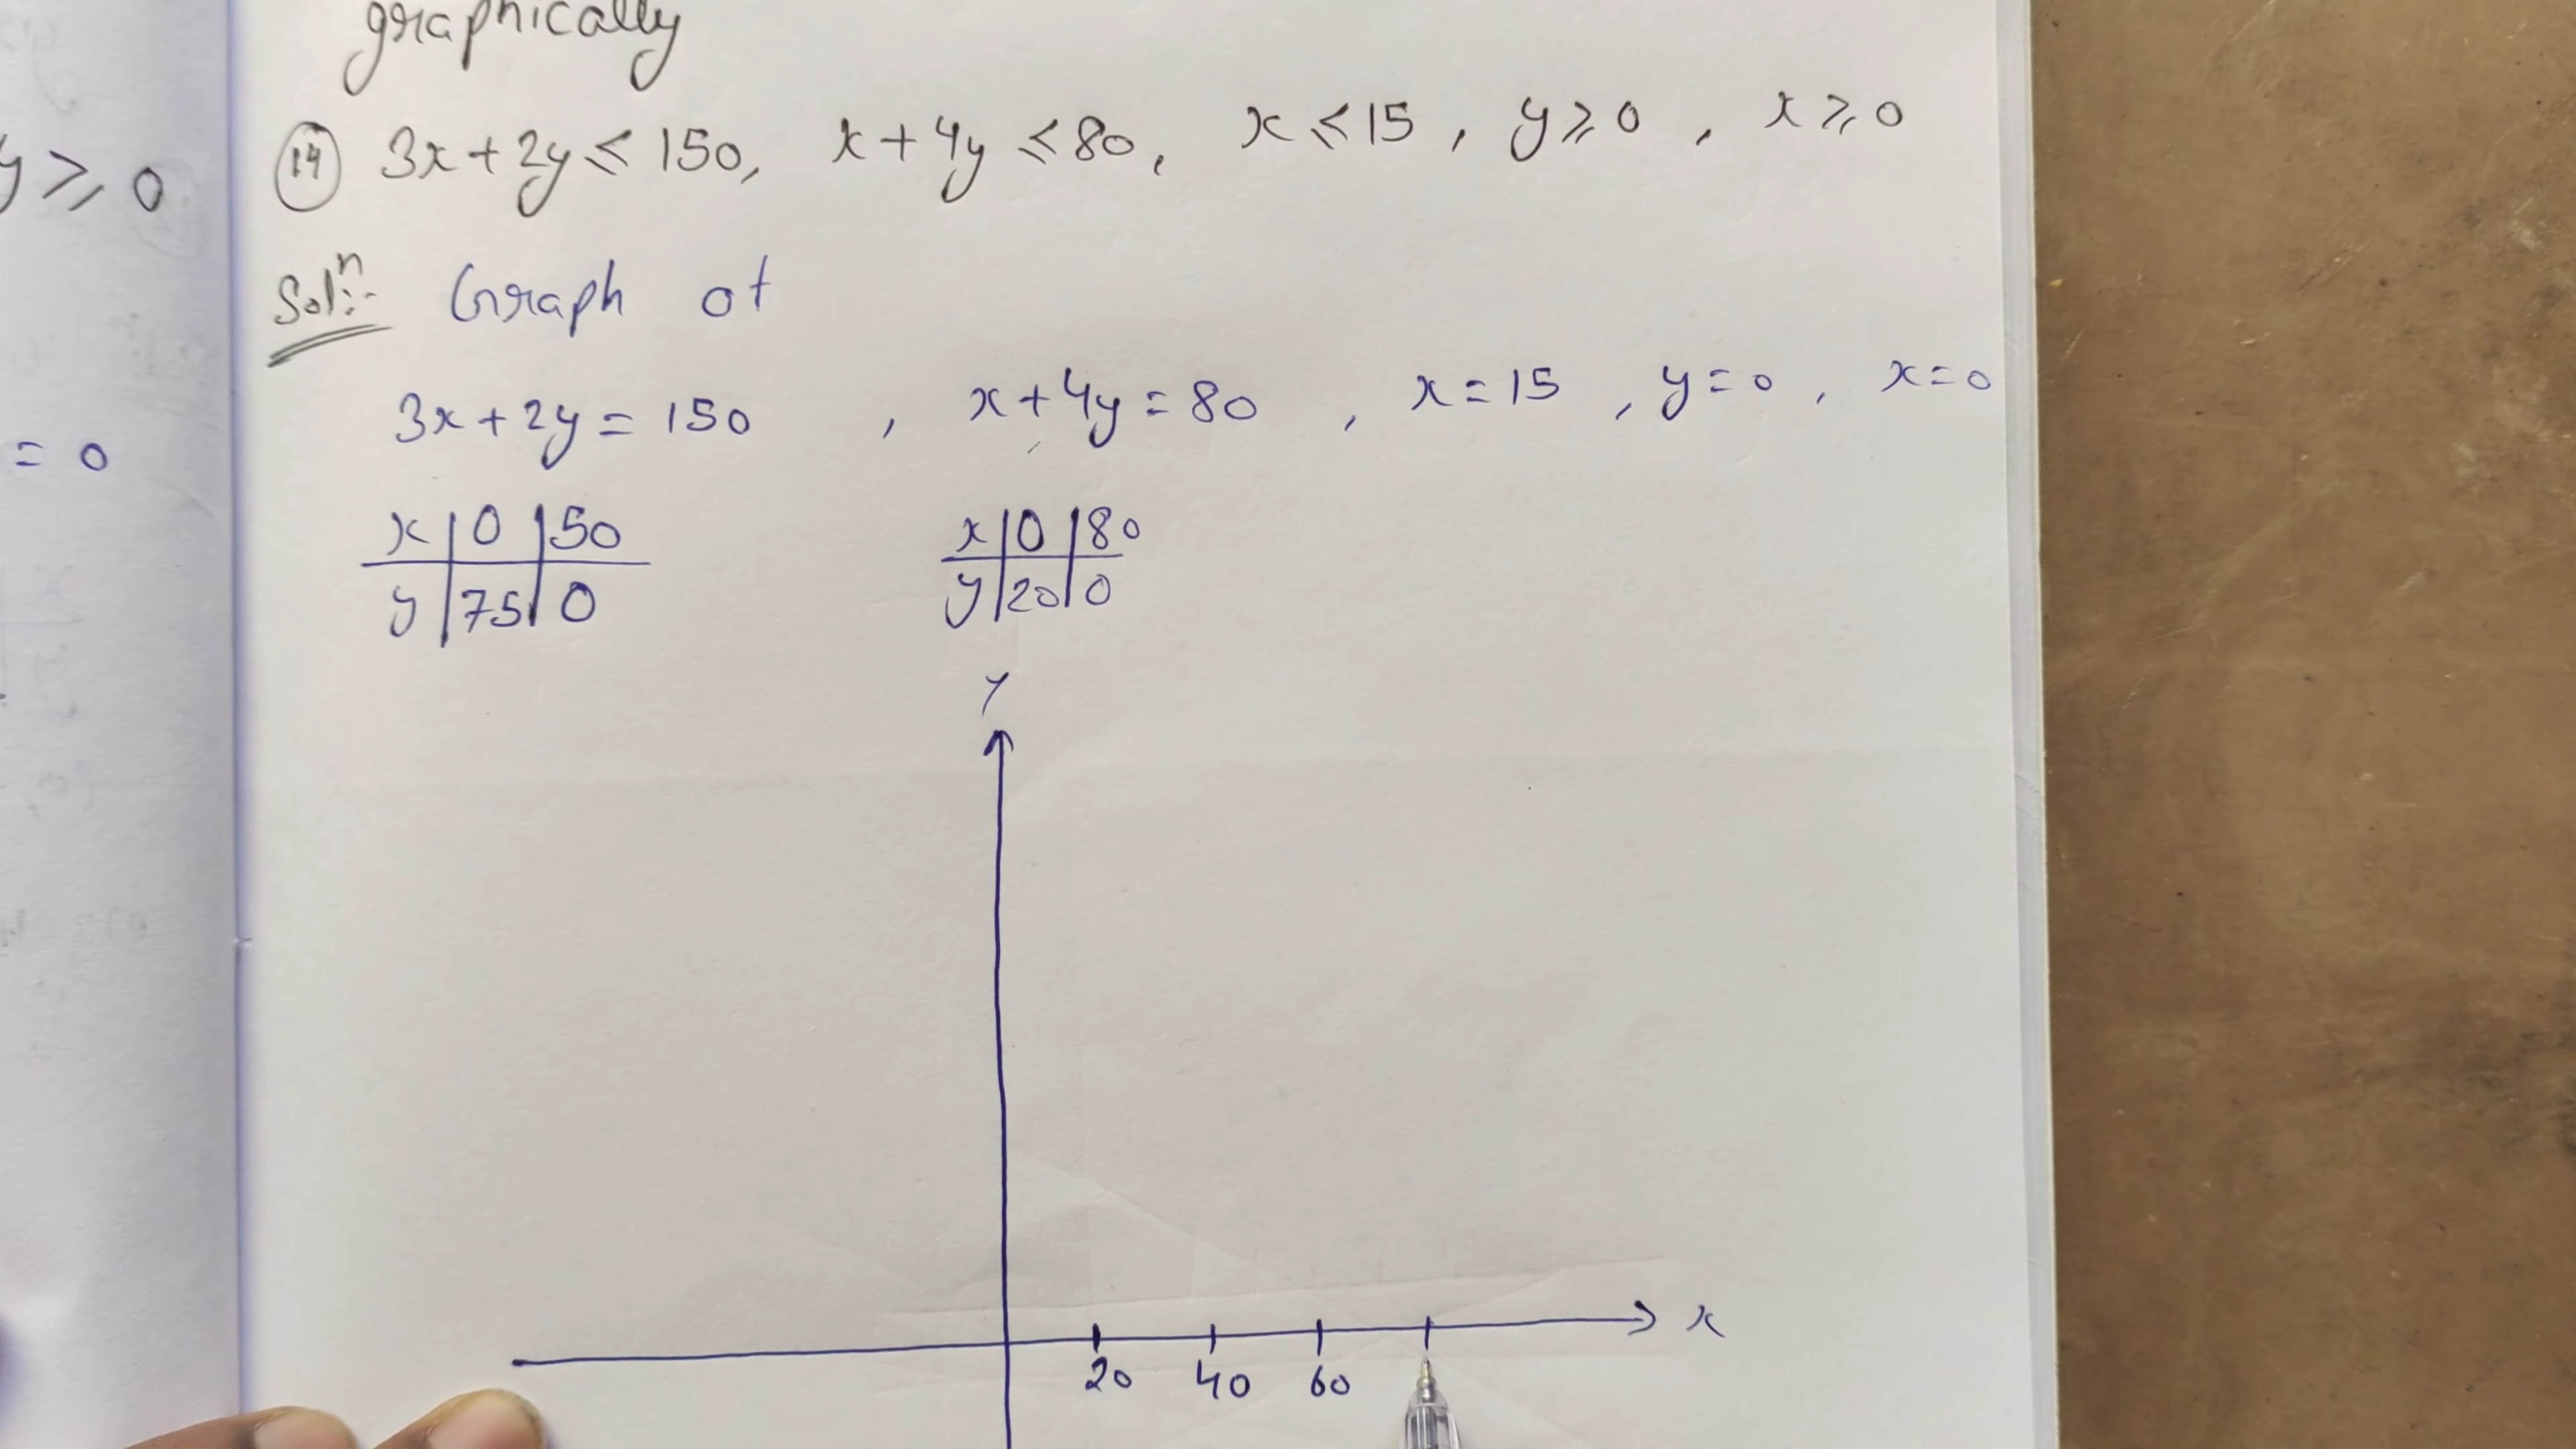 graphically
y ⩾ 0
(14) 3x + 2y ⩽ 150, x + 4y ⩽ 80, x ⩽ 15, y ⩾ 0, x ⩾ 0
Solⁿ:- Graph of
3x + 2y = 150, x + 4y = 80, x = 15, y = 0, x = 0
= 0
x | 0 | 50
y | 75 | 0
x | 0 | 80
y | 20 | 0
Y
x
20 40 60